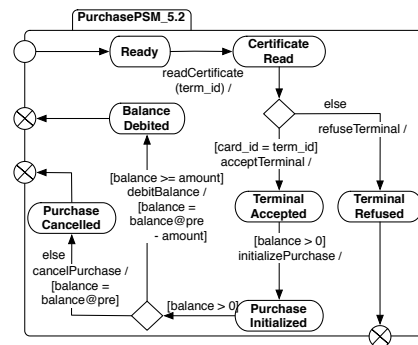 PurchasePSM_5.2
Ready
Certificate
Read
readCertificate
(term_id) /
Balance
Debited
else
refuseTerminal /
[card_id = term_id]
acceptTerminal /
[balance >= amount]
debitBalance /
[balance =
balance@pre
- amount]
Purchase
Cancelled
Terminal
Accepted
Terminal
Refused
else
cancelPurchase /
[balance =
balance@pre]
[balance > 0]
initializePurchase /
[balance > 0]
Purchase
Initialized